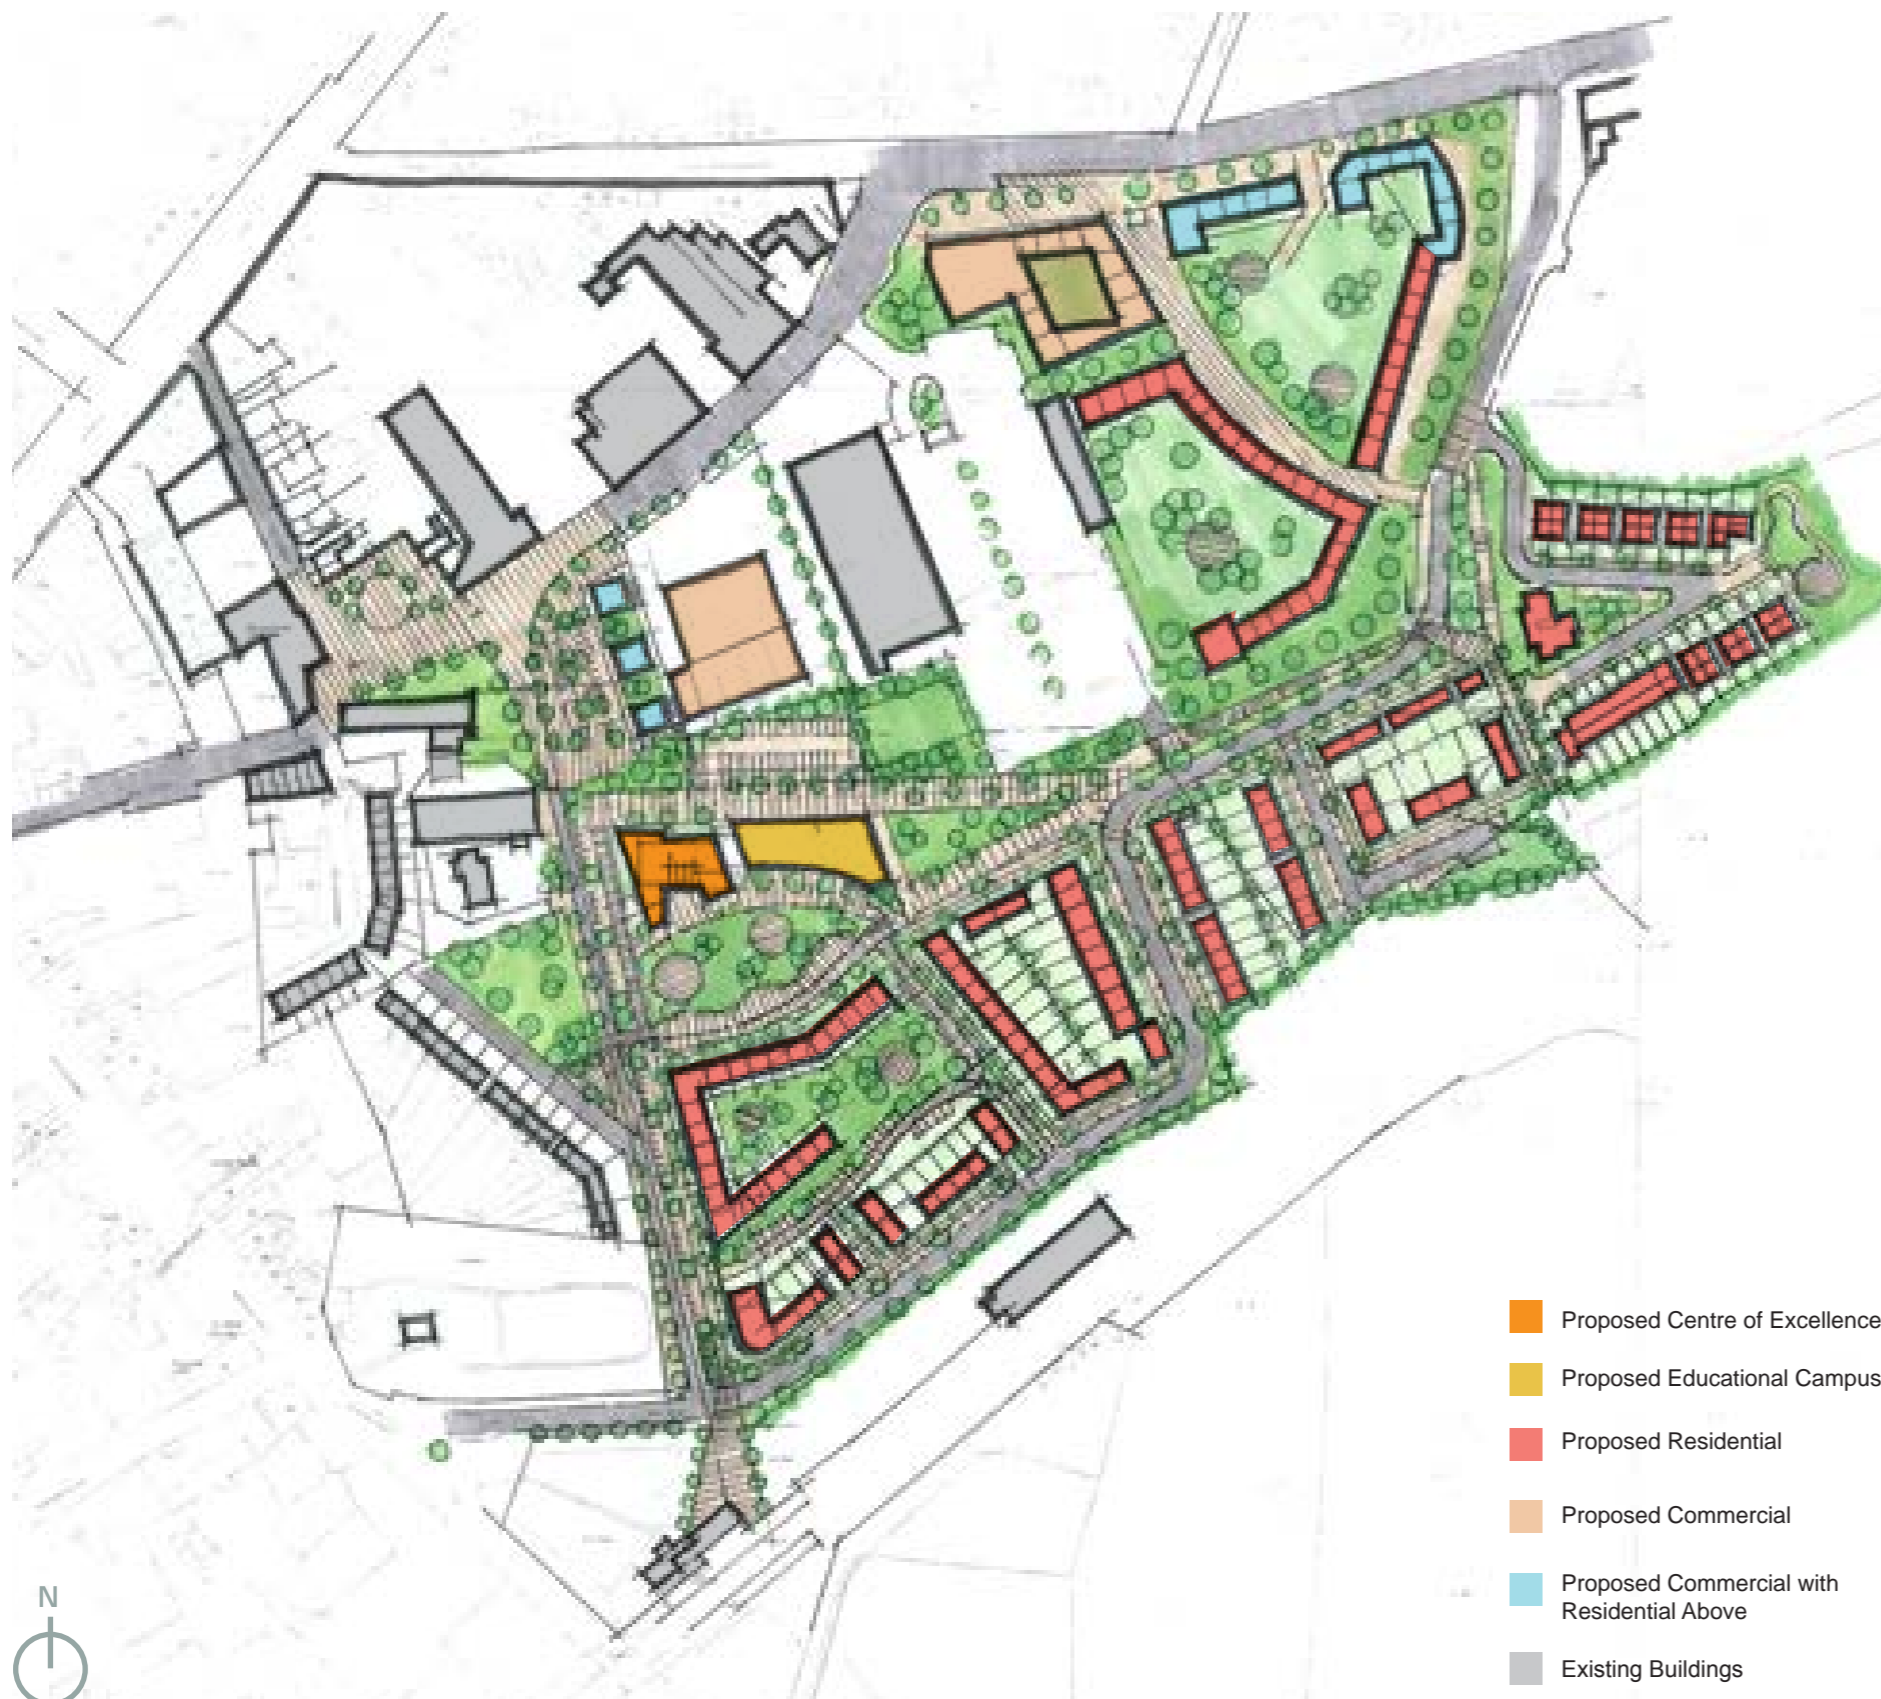 Proposed Centre of Excellence
Proposed Educational Campus
Proposed Residential
Proposed Commercial
Proposed Commercial with
Residential Above
Existing Buildings
N